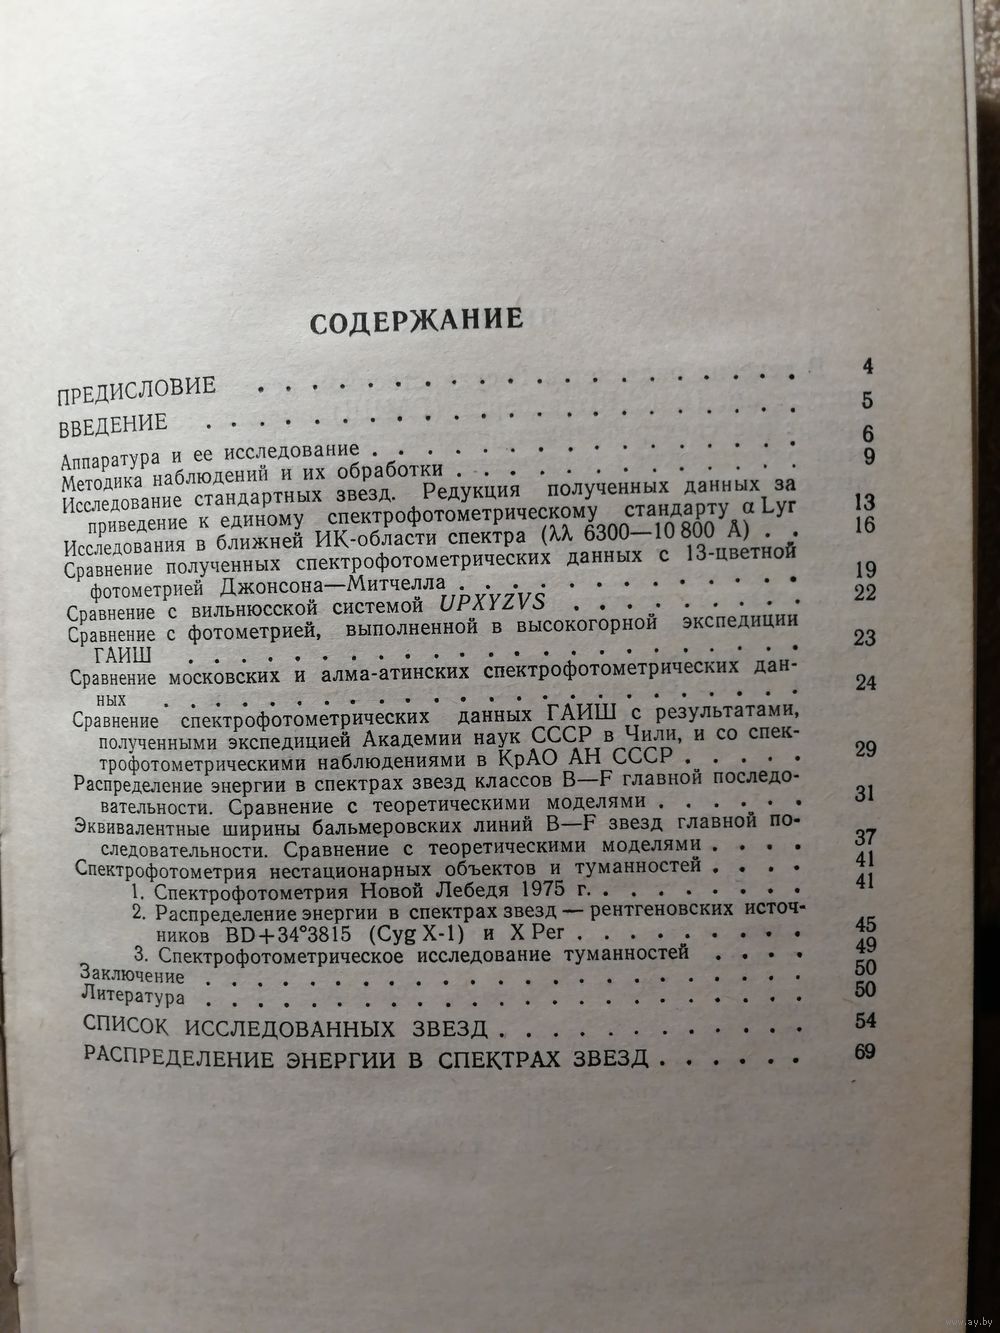 СОДЕРЖАНИЕ
ПРЕДИСЛОВИЕ . . . . . . . . . . . . . . . . . . . . 4
ВВЕДЕНИЕ . . . . . . . . . . . . . . . . . . . . . . 5
Аппаратура и ее исследование . . . . . . . . . . . . . . . . 6
Методика наблюдений и их обработки . . . . . . . . . . . . . 9
Исследование стандартных звезд. Редукция полученных данных за
приведение к единому спектрофотометрическому стандарту α Lyr 13
Исследования в ближней ИК-области спектра (λλ 6300—10 800 Å) . . 16
Сравнение полученных спектрофотометрических данных с 13-цветной
фотометрией Джонсона—Митчелла . . . . . . . . . . . . . 19
Сравнение с вильнюсской системой UPXYZVS . . . . . . . . . 22
Сравнение с фотометрией, выполненной в высокогорной экспедиции
ГАИШ . . . . . . . . . . . . . . . . . . . . . . . 23
Сравнение московских и алма-атинских спектрофотометрических дан-
ных . . . . . . . . . . . . . . . . . . . . . . . . 24
Сравнение спектрофотометрических данных ГАИШ с результатами,
полученными экспедицией Академии наук СССР в Чили, и со спек-
трофотометрическими наблюдениями в КрАО АН СССР . . . . . 29
Распределение энергии в спектрах звезд классов B—F главной последо-
вательности. Сравнение с теоретическими моделями . . . . . . 31
Эквивалентные ширины бальмеровских линий B—F звезд главной по-
следовательности. Сравнение с теоретическими моделями . . . . 37
Спектрофотометрия нестационарных объектов и туманностей . . . . 41
1. Спектрофотометрия Новой Лебедя 1975 г. . . . . . . . . 41
2. Распределение энергии в спектрах звезд — рентгеновских источ-
ников BD+34°3815 (Cyg X-1) и X Per . . . . . . . . . 45
3. Спектрофотометрическое исследование туманностей . . . . 49
Заключение . . . . . . . . . . . . . . . . . . . . . . 50
Литература . . . . . . . . . . . . . . . . . . . . . . 50
СПИСОК ИССЛЕДОВАННЫХ ЗВЕЗД . . . . . . . . . . . . 54
РАСПРЕДЕЛЕНИЕ ЭНЕРГИИ В СПЕКТРАХ ЗВЕЗД . . . . . . 69
www.ay.by